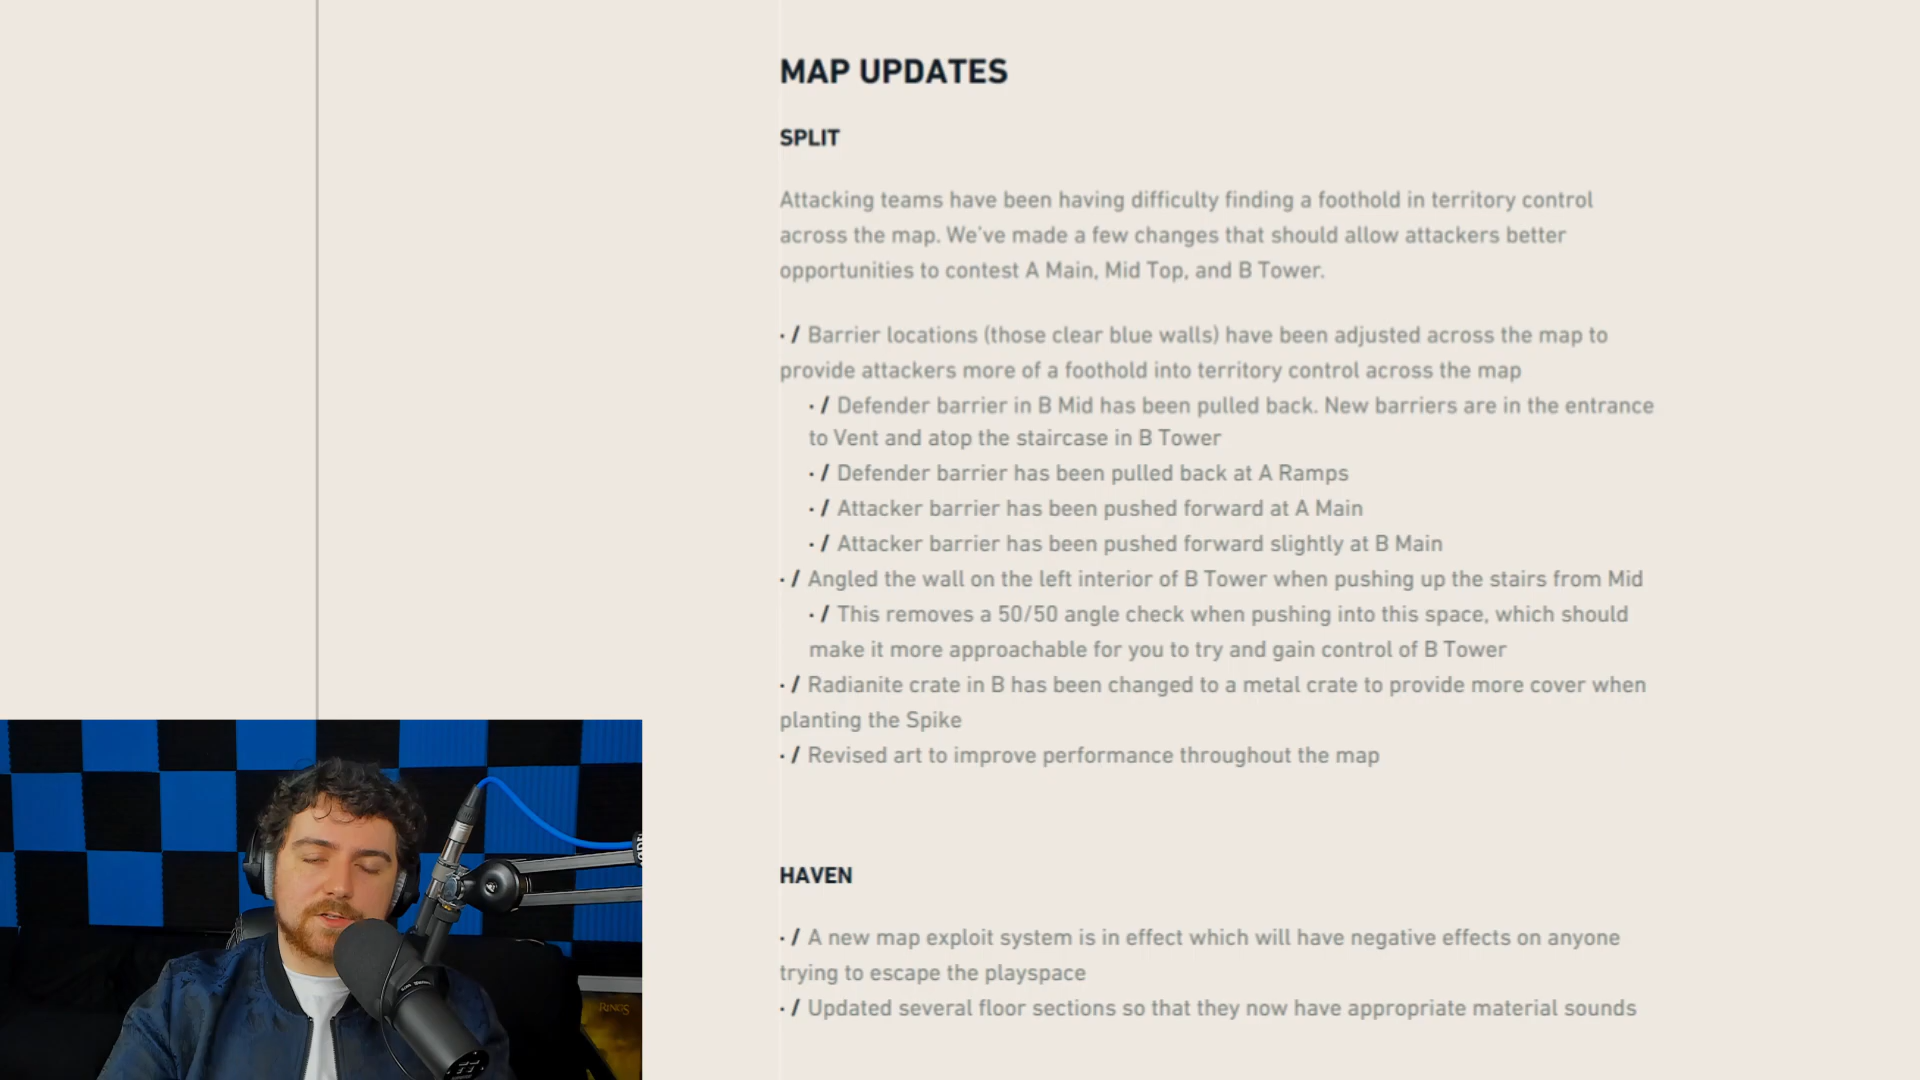 MAP UPDATES
SPLIT
Attacking teams have been having difficulty finding a foothold in territory control
across the map. We've made a few changes that should allow attackers better
opportunities to contest A Main, Mid Top, and B Tower.
· / Barrier locations (those clear blue walls) have been adjusted across the map to
provide attackers more of a foothold into territory control across the map
· / Defender barrier in B Mid has been pulled back. New barriers are in the entrance
to Vent and atop the staircase in B Tower
· / Defender barrier has been pulled back at A Ramps
· / Attacker barrier has been pushed forward at A Main
· / Attacker barrier has been pushed forward slightly at B Main
· / Angled the wall on the left interior of B Tower when pushing up the stairs from Mid
· / This removes a 50/50 angle check when pushing into this space, which should
make it more approachable for you to try and gain control of B Tower
· / Radianite crate in B has been changed to a metal crate to provide more cover when
planting the Spike
· / Revised art to improve performance throughout the map
HAVEN
· / A new map exploit system is in effect which will have negative effects on anyone
trying to escape the playspace
· / Updated several floor sections so that they now have appropriate material sounds
RINGS